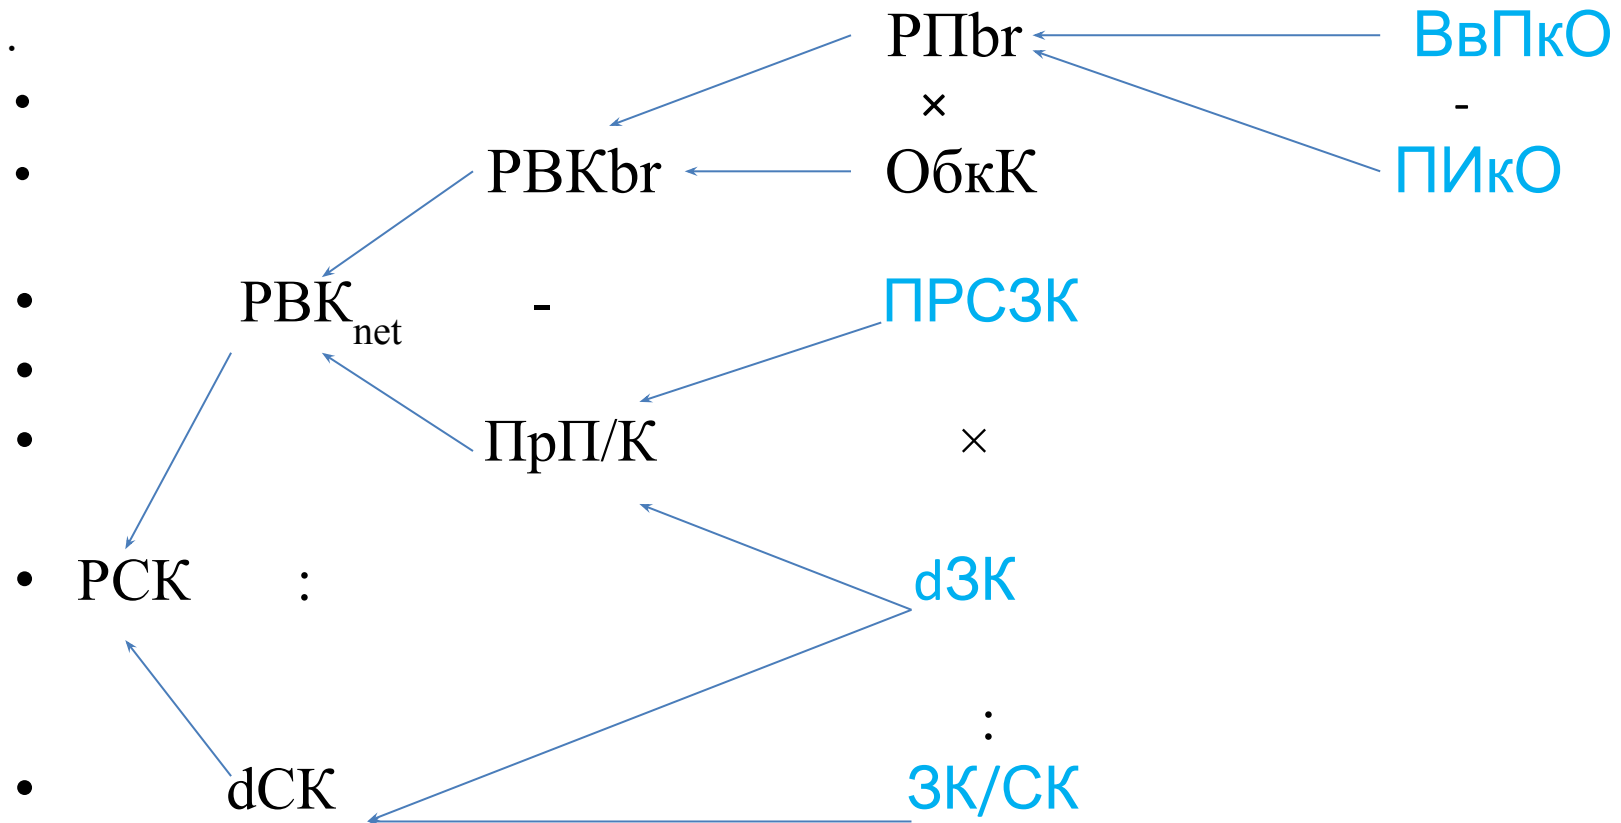 . РПbr ВвПкО
• × -
• РВКbr ОбкК ПИкО
• РВКnet - ПРСЗК
•
• ПрП/К ×
• РСК : dЗК
:
• dСК ЗК/СК